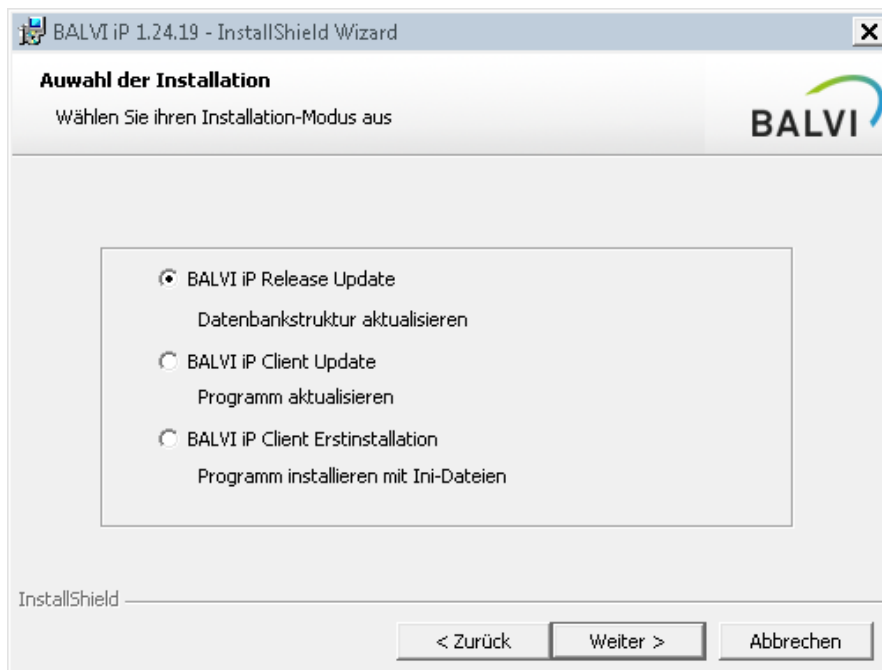 BALVI iP 1.24.19 - InstallShield Wizard
Auwahl der Installation
Wählen Sie ihren Installation-Modus aus
BALVI
BALVI iP Release Update
Datenbankstruktur aktualisieren
BALVI iP Client Update
Programm aktualisieren
BALVI iP Client Erstinstallation
Programm installieren mit Ini-Dateien
InstallShield
< Zurück
Weiter >
Abbrechen